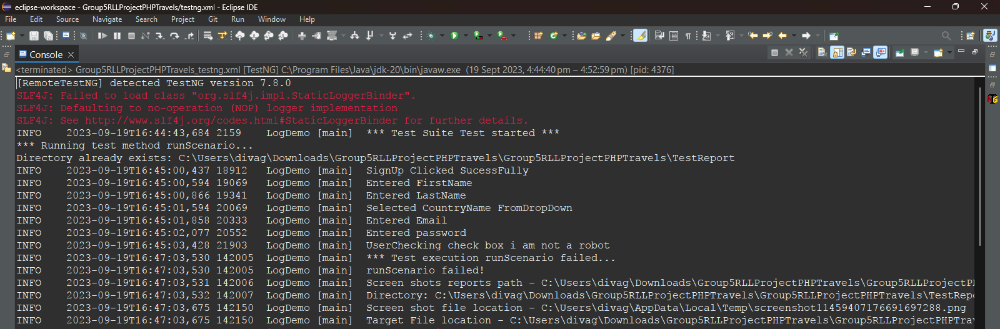 eclipse-workspace - Group5RLLProjectPHPTravels/testng.xml - Eclipse IDE
File Edit Source Navigate Search Project Git Run Window Help
Console
<terminated> Group5RLLProjectPHPTravels_testng.xml [TestNG] C:\Program Files\Java\jdk-20\bin\javaw.exe (19 Sept 2023, 4:44:40 pm – 4:52:59 pm) [pid: 4376]
[RemoteTestNG] detected TestNG version 7.8.0
SLF4J: Failed to load class "org.slf4j.impl.StaticLoggerBinder".
SLF4J: Defaulting to no-operation (NOP) logger implementation
SLF4J: See http://www.slf4j.org/codes.html#StaticLoggerBinder for further details.
INFO 2023-09-19T16:44:43,684 2159 LogDemo [main] *** Test Suite Test started ***
*** Running test method runScenario...
Directory already exists: C:\Users\divag\Downloads\Group5RLLProjectPHPTravels\Group5RLLProjectPHPTravels\TestReport
INFO 2023-09-19T16:45:00,437 18912 LogDemo [main] SignUp Clicked SucessFully
INFO 2023-09-19T16:45:00,594 19069 LogDemo [main] Entered FirstName
INFO 2023-09-19T16:45:00,866 19341 LogDemo [main] Entered LastName
INFO 2023-09-19T16:45:01,594 20069 LogDemo [main] Selected CountryName FromDropDown
INFO 2023-09-19T16:45:01,858 20333 LogDemo [main] Entered Email
INFO 2023-09-19T16:45:02,077 20552 LogDemo [main] Entered password
INFO 2023-09-19T16:45:03,428 21903 LogDemo [main] UserChecking check box i am not a robot
INFO 2023-09-19T16:47:03,530 142005 LogDemo [main] *** Test execution runScenario failed...
INFO 2023-09-19T16:47:03,530 142005 LogDemo [main] runScenario failed!
INFO 2023-09-19T16:47:03,531 142006 LogDemo [main] Screen shots reports path - C:\Users\divag\Downloads\Group5RLLProjectPHPTravels\Group5RLLProjectP
INFO 2023-09-19T16:47:03,532 142007 LogDemo [main] Directory: C:\Users\divag\Downloads\Group5RLLProjectPHPTravels\Group5RLLProjectPHPTravels\TestRep
INFO 2023-09-19T16:47:03,675 142150 LogDemo [main] Screen shot file location - C:\Users\divag\AppData\Local\Temp\screenshot11459407176691697288.png
INFO 2023-09-19T16:47:03,675 142150 LogDemo [main] Target File location - C:\Users\divag\Downloads\Group5RLLProjectPHPTravels\Group5RLLProjectPHPTra